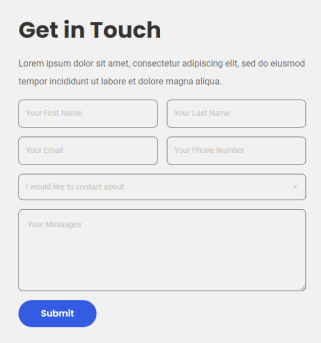 Get in Touch
Lorem ipsum dolor sit amet, consectetur adipiscing elit, sed do eiusmod
tempor incididunt ut labore et dolore magna aliqua.
Your First Name
Your Last Name
Your Email
Your Phone Number
I would like to contact about
Your Messages
Submit